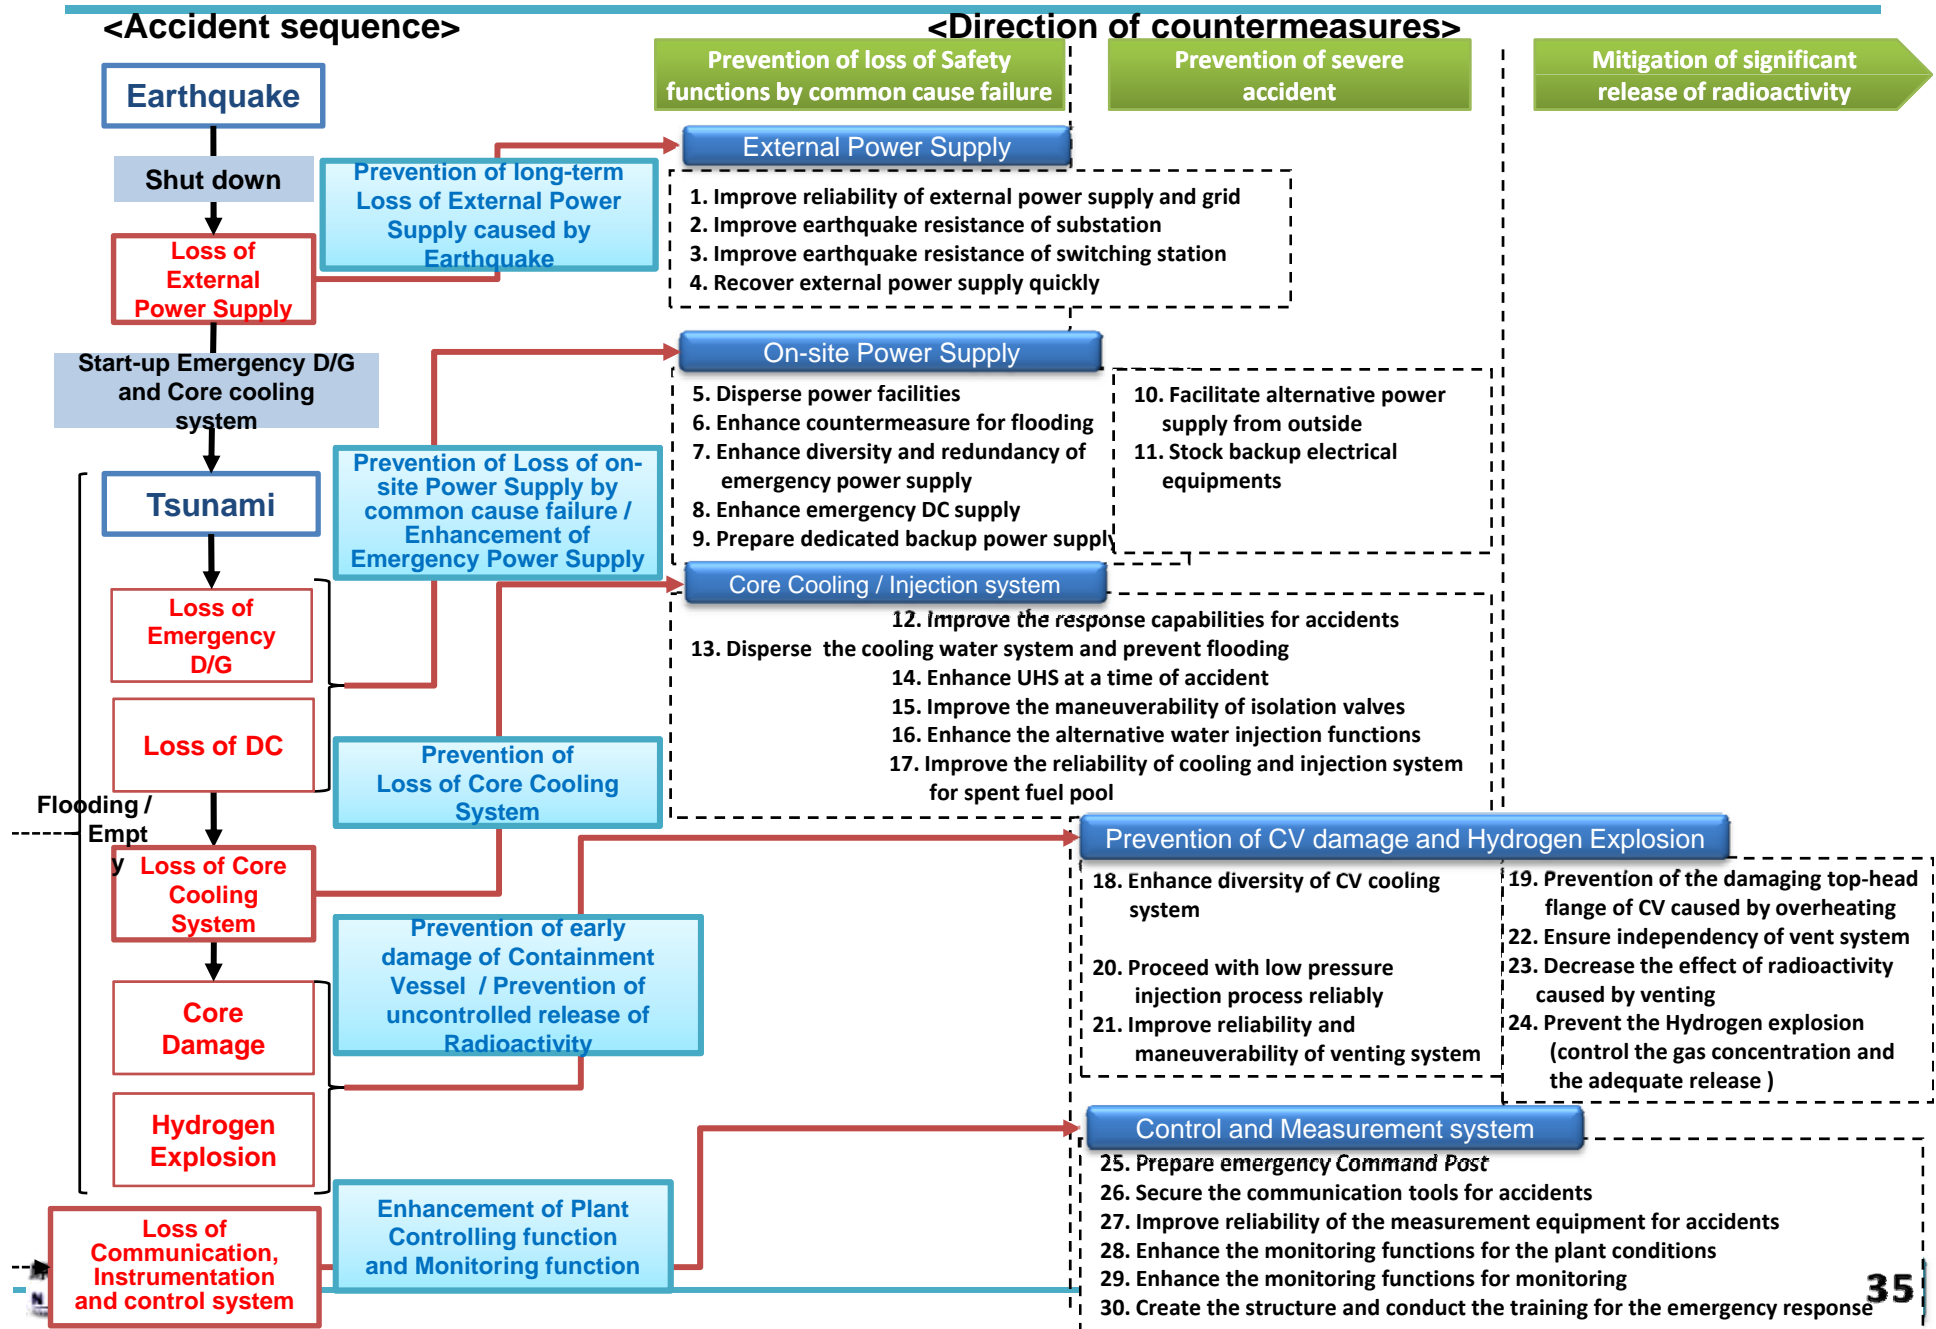 <Accident sequence>
<Direction of countermeasures>
Prevention of loss of Safety
functions by common cause failure
Prevention of severe
accident
Mitigation of significant
release of radioactivity
Earthquake
Shut down
Loss of
External
Power Supply
Start-up Emergency D/G
and Core cooling
system
Tsunami
Loss of
Emergency
D/G
Loss of DC
Flooding /
Empt
y
Loss of Core
Cooling
System
Core
Damage
Hydrogen
Explosion
Loss of
Communication,
Instrumentation
and control system
Prevention of long-term
Loss of External Power
Supply caused by
Earthquake
Prevention of Loss of on-
site Power Supply by
common cause failure /
Enhancement of
Emergency Power Supply
Prevention of
Loss of Core Cooling
System
Prevention of early
damage of Containment
Vessel / Prevention of
uncontrolled release of
Radioactivity
Enhancement of Plant
Controlling function
and Monitoring function
External Power Supply
1. Improve reliability of external power supply and grid
2. Improve earthquake resistance of substation
3. Improve earthquake resistance of switching station
4. Recover external power supply quickly
On-site Power Supply
5. Disperse power facilities
6. Enhance countermeasure for flooding
7. Enhance diversity and redundancy of
emergency power supply
8. Enhance emergency DC supply
9. Prepare dedicated backup power supply
10. Facilitate alternative power
supply from outside
11. Stock backup electrical
equipments
Core Cooling / Injection system
12. Improve the response capabilities for accidents
13. Disperse the cooling water system and prevent flooding
14. Enhance UHS at a time of accident
15. Improve the maneuverability of isolation valves
16. Enhance the alternative water injection functions
17. Improve the reliability of cooling and injection system
for spent fuel pool
Prevention of CV damage and Hydrogen Explosion
18. Enhance diversity of CV cooling
system
20. Proceed with low pressure
injection process reliably
21. Improve reliability and
maneuverability of venting system
19. Prevention of the damaging top-head
flange of CV caused by overheating
22. Ensure independency of vent system
23. Decrease the effect of radioactivity
caused by venting
24. Prevent the Hydrogen explosion
(control the gas concentration and
the adequate release )
Control and Measurement system
25. Prepare emergency Command Post
26. Secure the communication tools for accidents
27. Improve reliability of the measurement equipment for accidents
28. Enhance the monitoring functions for the plant conditions
29. Enhance the monitoring functions for monitoring
30. Create the structure and conduct the training for the emergency response
35